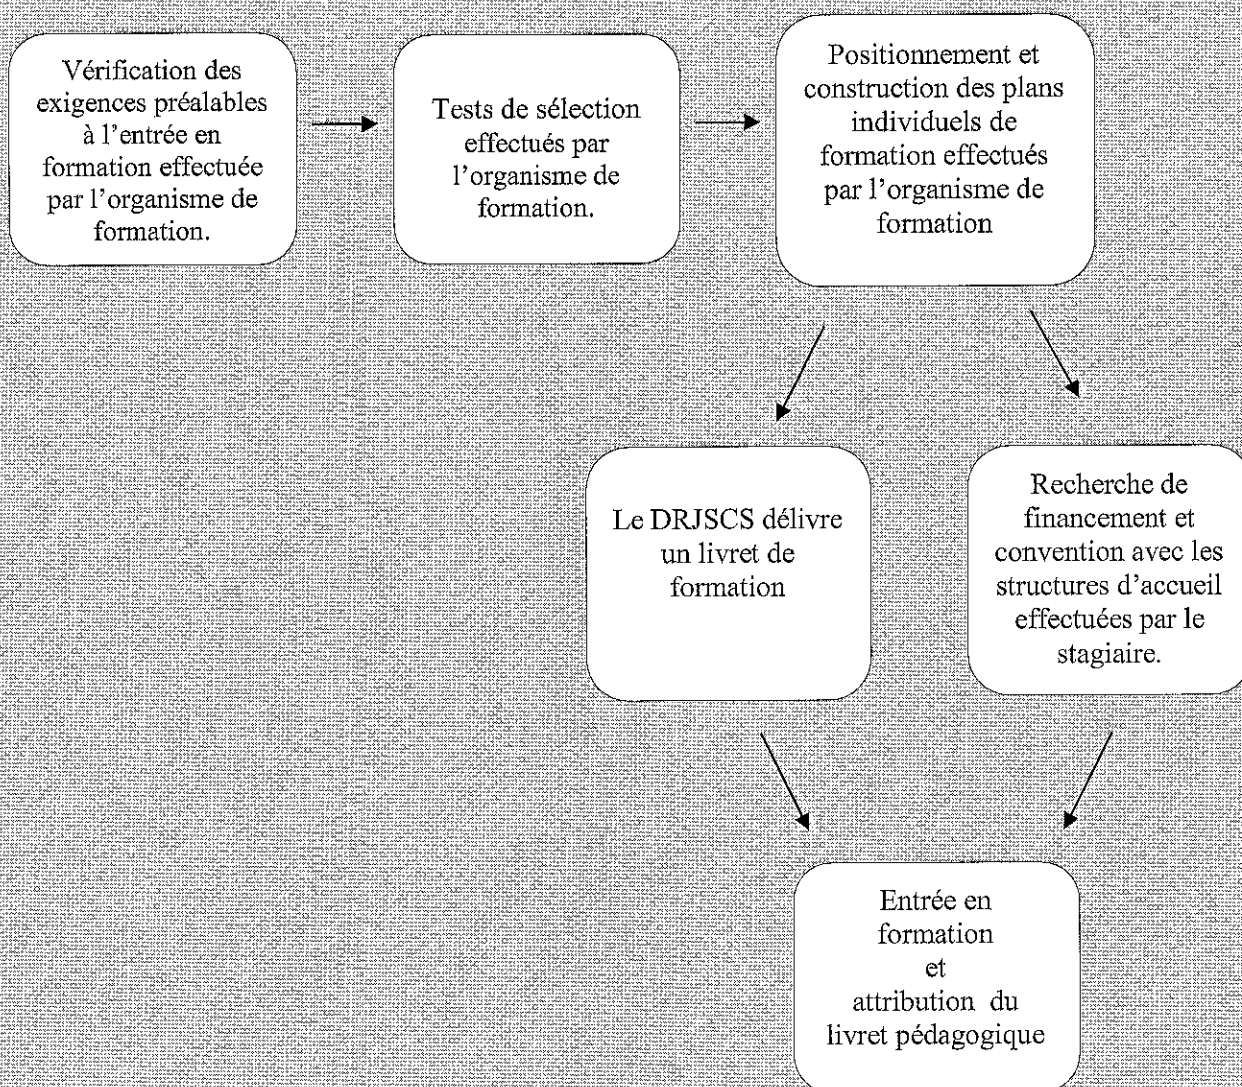 Vérification des
exigences préalables
à l'entrée en
formation effectuée
par l'organisme de
formation.
Tests de sélection
effectués par
l'organisme de
formation.
Positionnement et
construction des plans
individuels de
formation effectués
par l'organisme de
formation
Le DRJSCS délivre
un livret de
formation
Recherche de
financement et
convention avec les
structures d'accueil
effectuées par le
stagiaire.
Entrée en
formation
et
attribution du
livret pédagogique